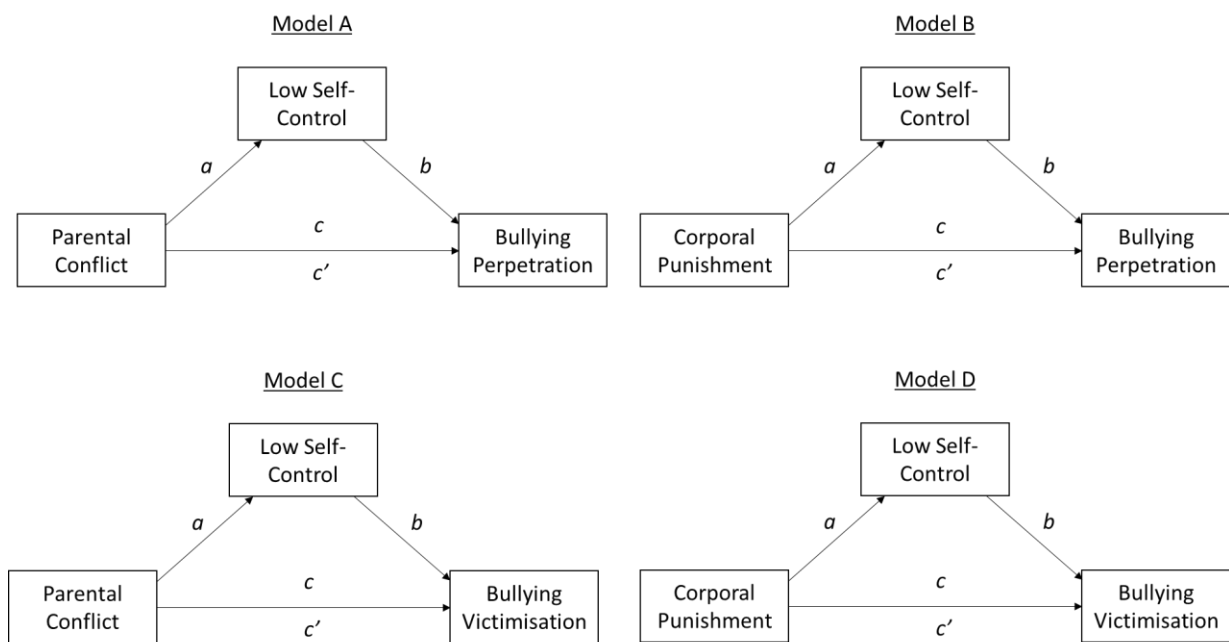 Model A
Low Self-
Control
a
b
Parental
Conflict
c
c’
Bullying
Perpetration
Model B
Low Self-
Control
a
b
Corporal
Punishment
c
c’
Bullying
Perpetration
Model C
Low Self-
Control
a
b
Parental
Conflict
c
c’
Bullying
Victimisation
Model D
Low Self-
Control
a
b
Corporal
Punishment
c
c’
Bullying
Victimisation